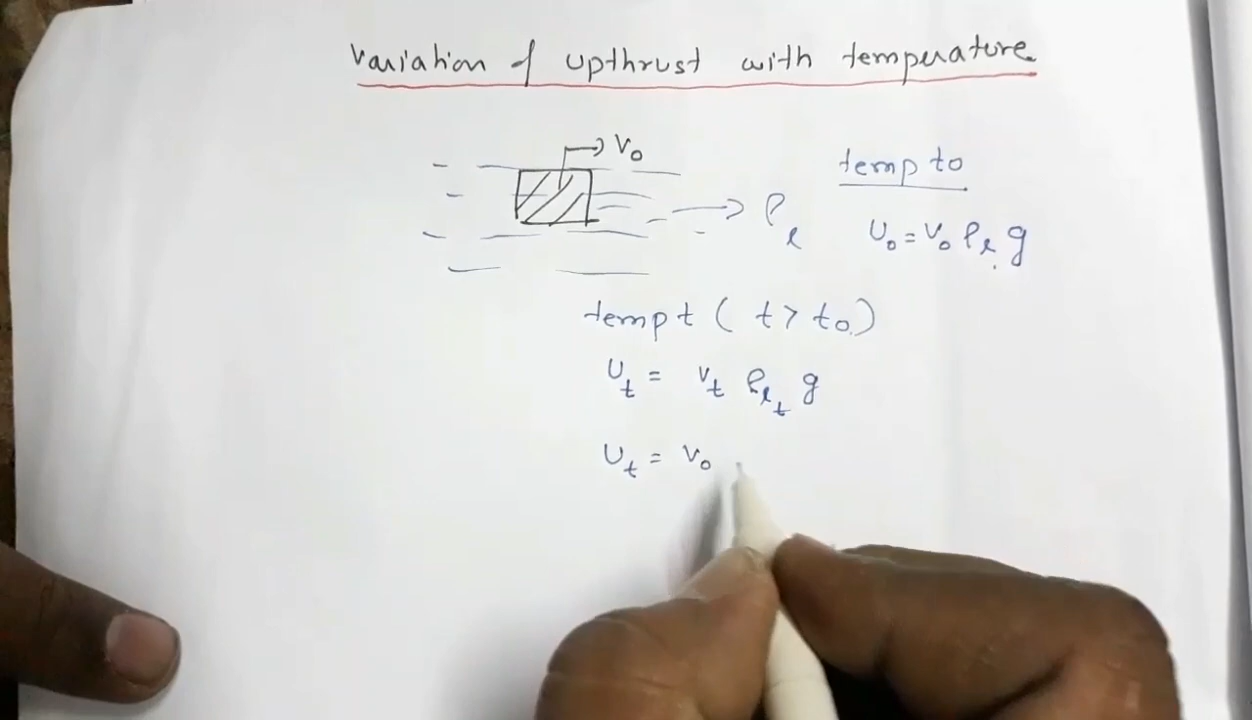 Variation of upthrust with temperature
V₀
temp t₀
ρₗ
U₀ = V₀ ρₗ g
temp t ( t > t₀ )
Uₜ = Vₜ ρₗₜ g
Uₜ = V₀